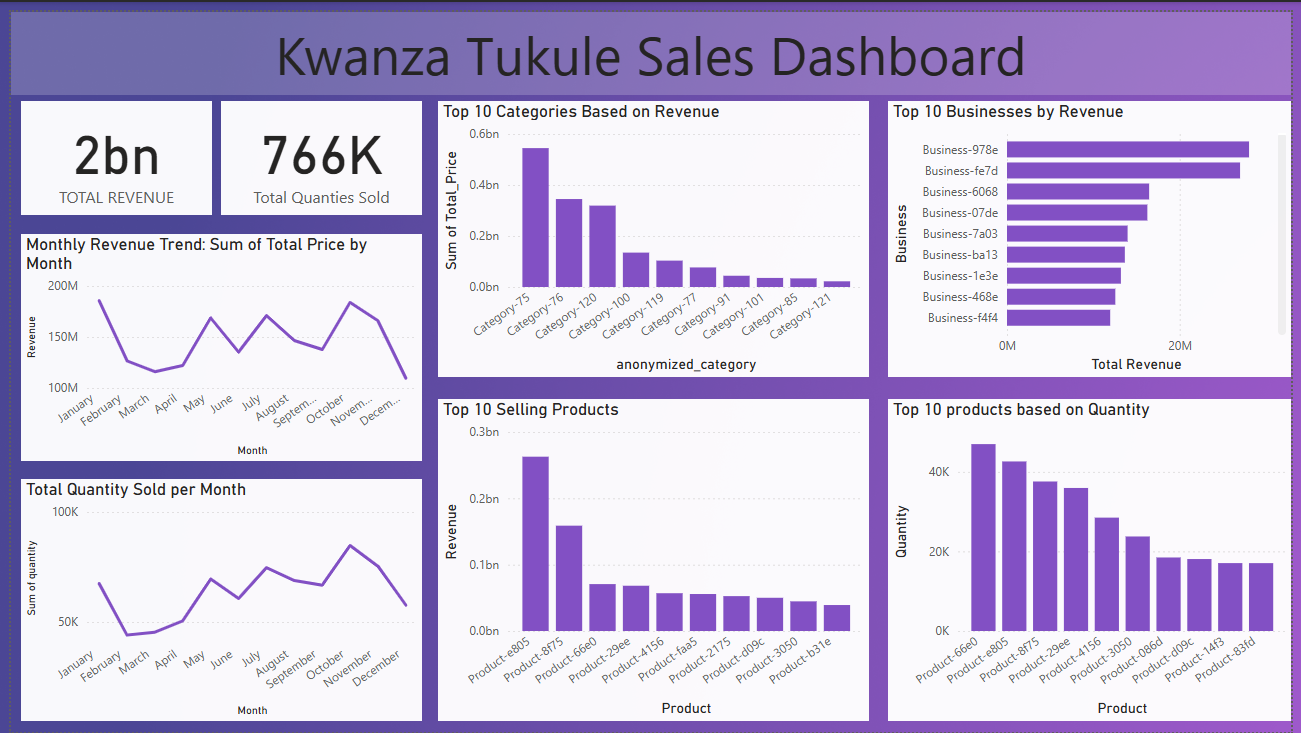 Kwanza Tukule Sales Dashboard
2bn
TOTAL REVENUE
766K
Total Quanties Sold
Monthly Revenue Trend: Sum of Total Price by
Month
200M
150M
100M
Revenue
January
February
March
April
May
June
July
August
Septem...
October
Novem...
Decem...
Month
Total Quantity Sold per Month
100K
50K
Sum of quantity
January
February
March
April
May
June
July
August
September
October
November
December
Month
Top 10 Categories Based on Revenue
0.6bn
0.4bn
0.2bn
0.0bn
Sum of Total_Price
Category-75
Category-76
Category-120
Category-100
Category-119
Category-77
Category-91
Category-101
Category-85
Category-121
anonymized_category
Top 10 Businesses by Revenue
Business
Business-978e
Business-fe7d
Business-6068
Business-07de
Business-7a03
Business-ba13
Business-1e3e
Business-468e
Business-f4f4
0M
20M
Total Revenue
Top 10 Selling Products
0.3bn
0.2bn
0.1bn
0.0bn
Revenue
Product-e805
Product-8f75
Product-66e0
Product-29ee
Product-4156
Product-faa5
Product-2175
Product-d09c
Product-3050
Product-b31e
Product
Top 10 products based on Quantity
40K
20K
0K
Quantity
Product-66e0
Product-e805
Product-8f75
Product-29ee
Product-4156
Product-3050
Product-086d
Product-d09c
Product-14f3
Product-83fd
Product